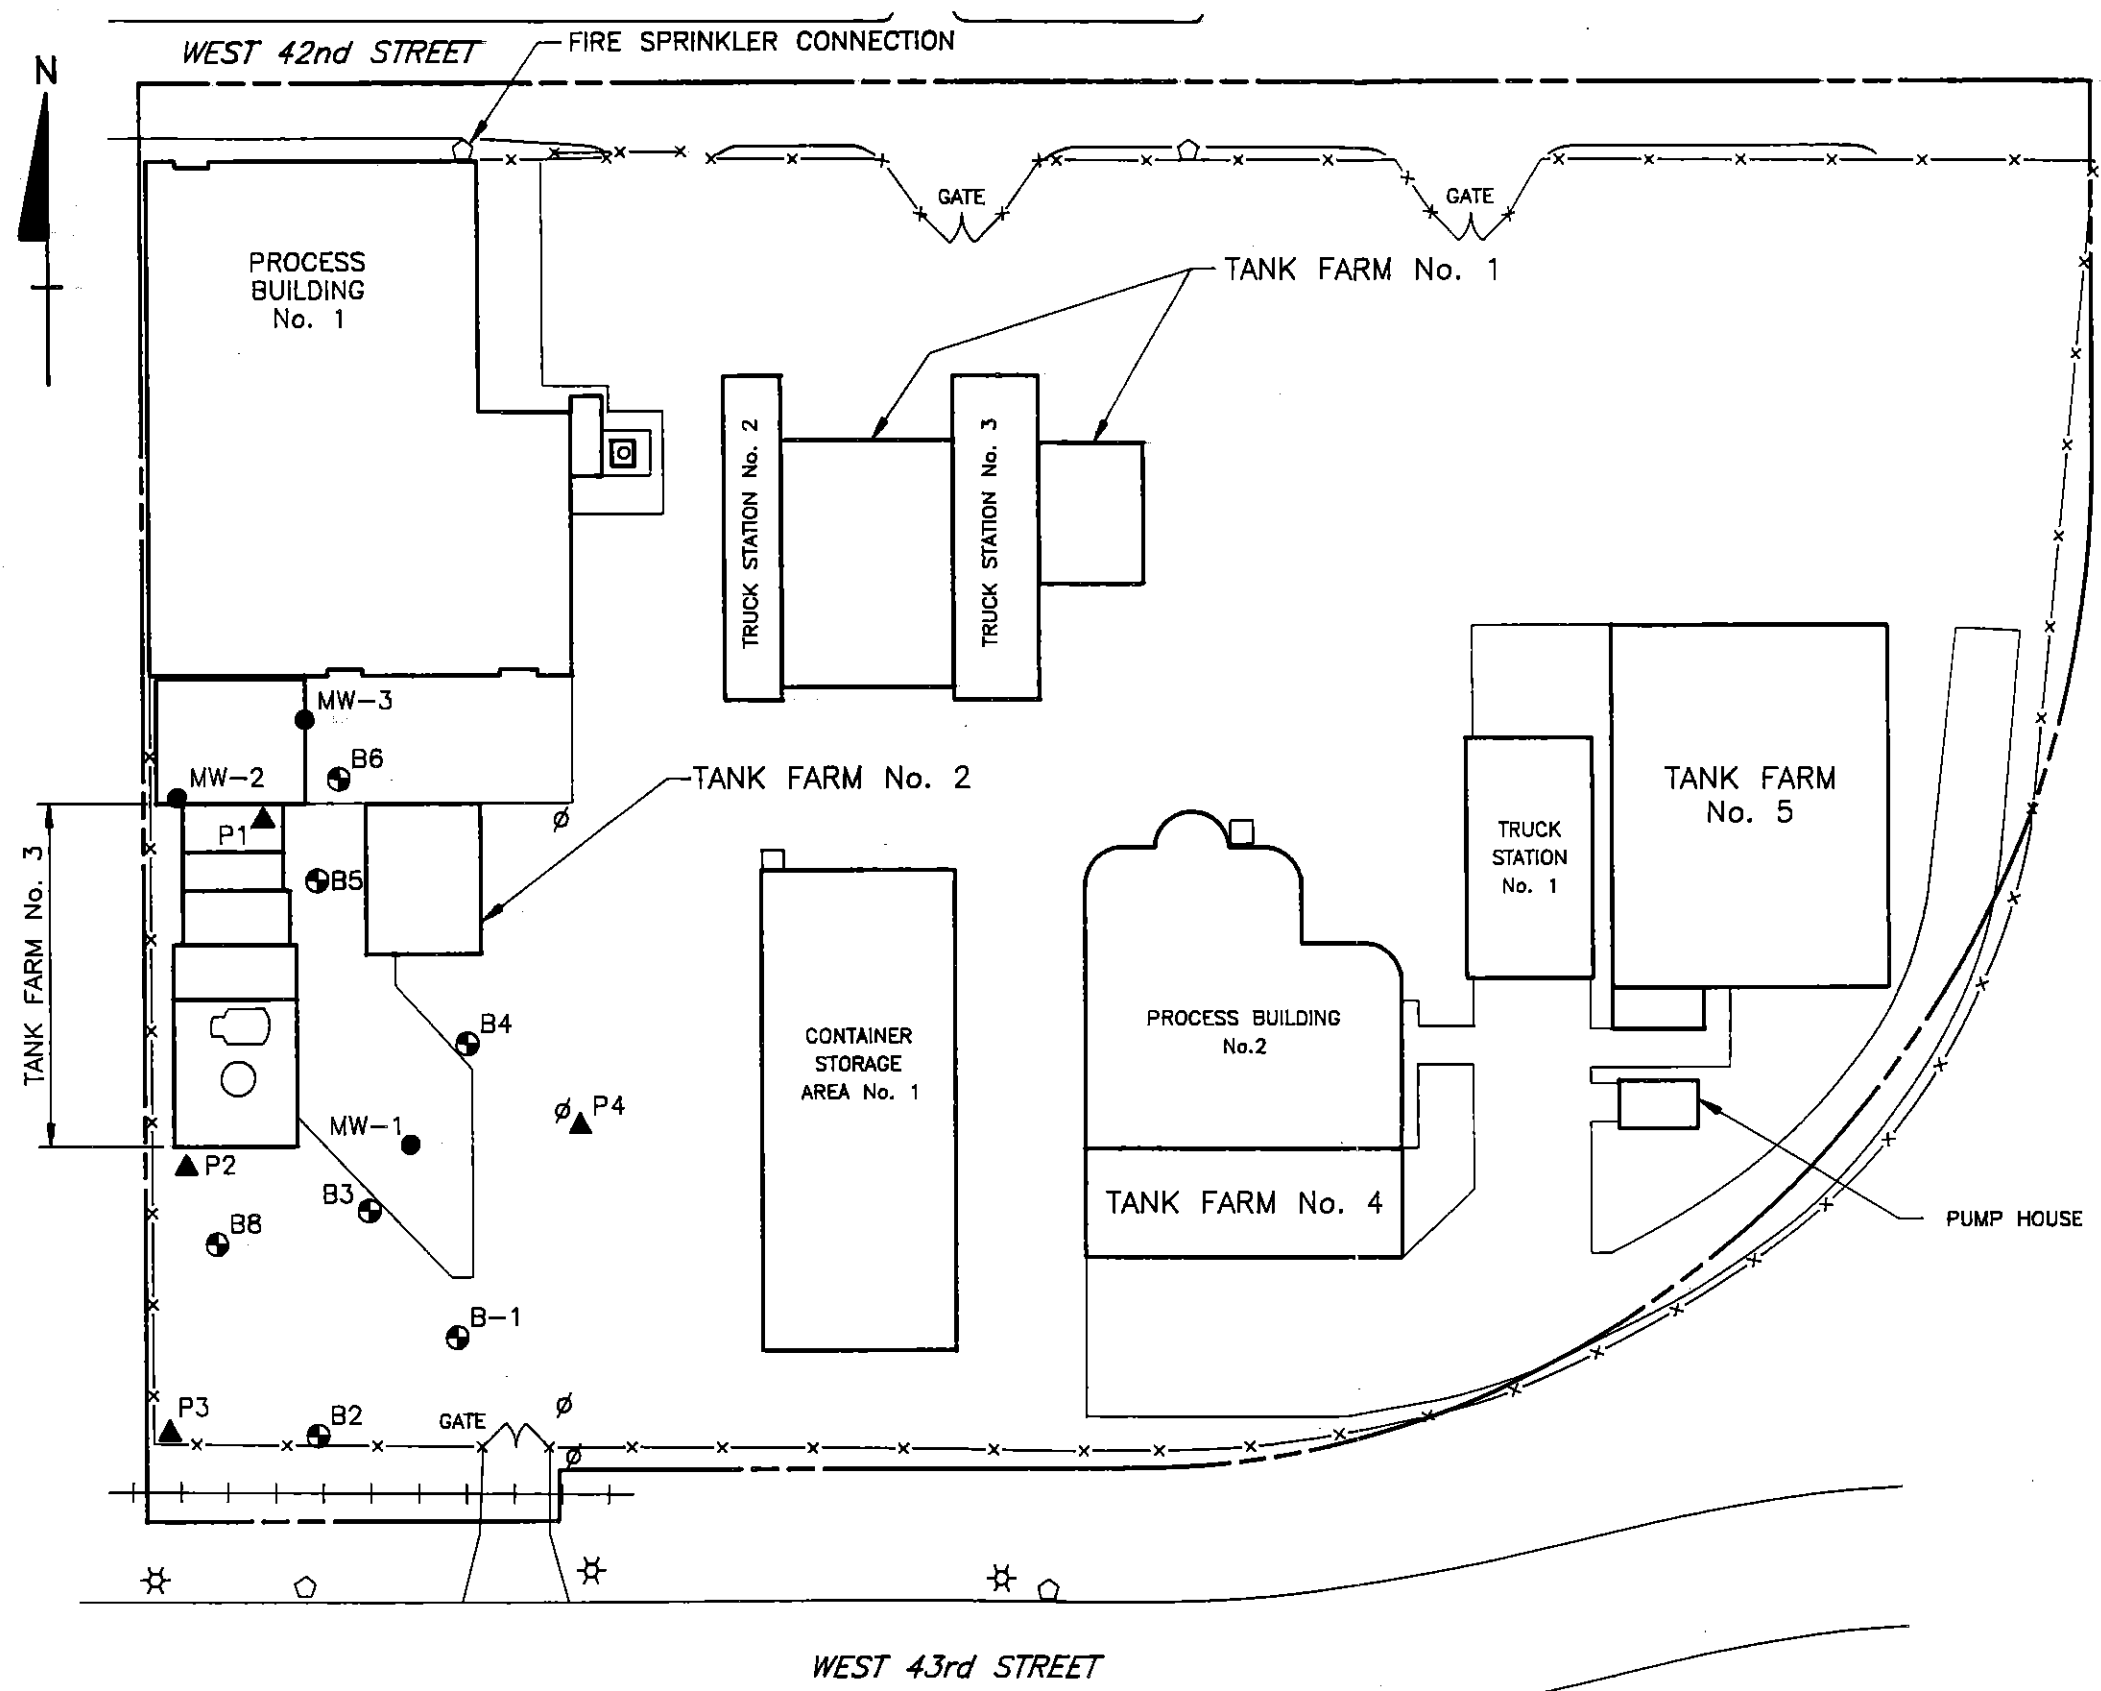 WEST 42nd STREET
FIRE SPRINKLER CONNECTION
N
GATE
GATE
PROCESS
BUILDING
No. 1
TANK FARM No. 1
TRUCK STATION No. 2
TRUCK STATION No. 3
MW-3
B6
MW-2
TANK FARM No. 2
P1
B5
TANK FARM No. 3
TANK FARM
No. 5
TRUCK
STATION
No. 1
B4
PROCESS BUILDING
No.2
CONTAINER
STORAGE
AREA No. 1
P4
MW-1
P2
B3
B8
TANK FARM No. 4
PUMP HOUSE
B-1
P3
B2
GATE
WEST 43rd STREET